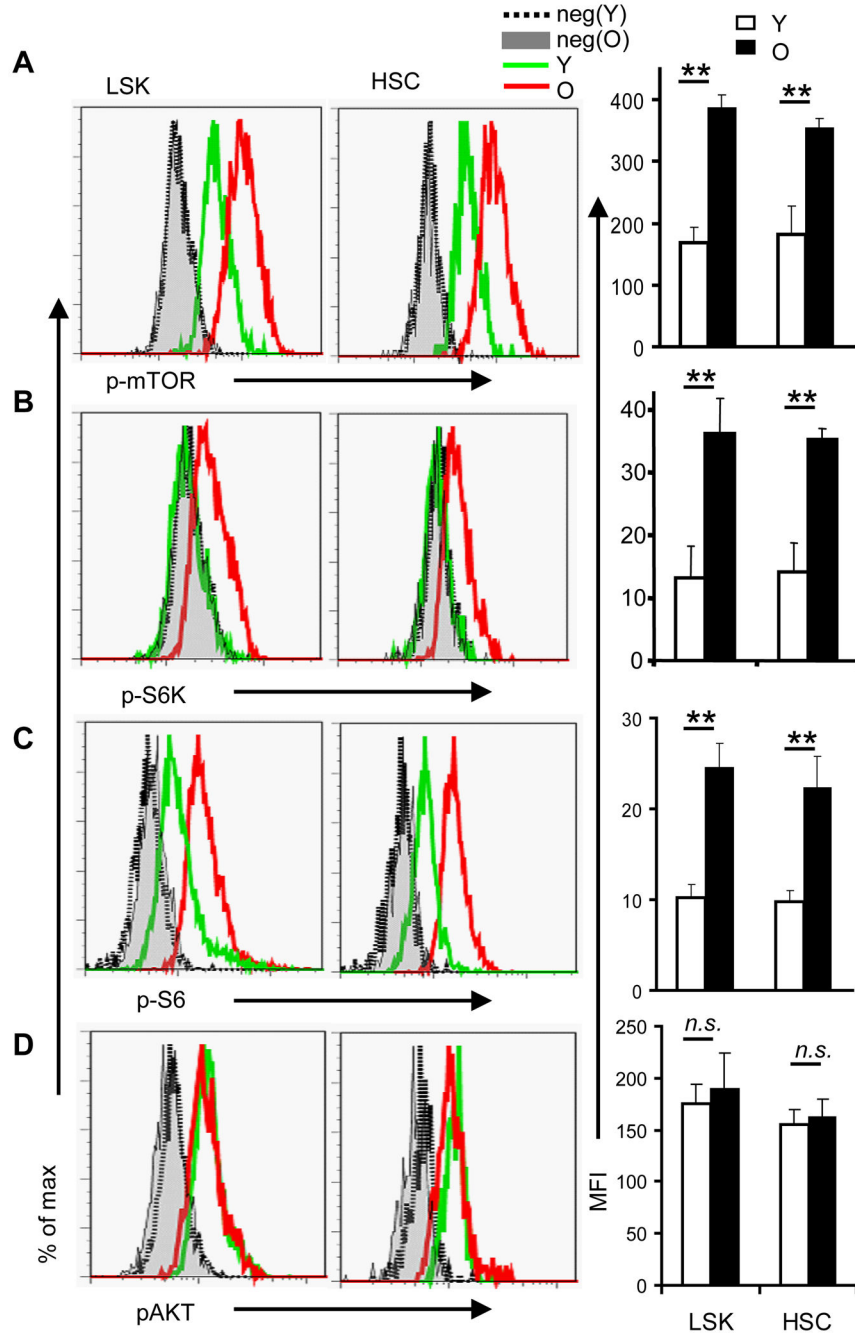 neg(Y)
neg(O)
Y
O
Y
O
A
LSK
HSC
** **
400
300
200
100
0
p-mTOR
B
** **
40
30
20
10
0
p-S6K
C
** **
30
20
10
0
p-S6
D
n.s. n.s.
250
200
150
100
50
0
% of max
MFI
pAKT
LSK HSC